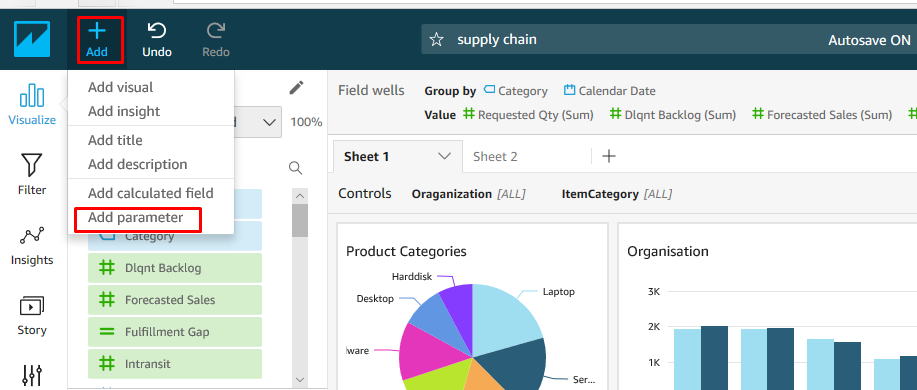 Add Undo Redo
supply chain Autosave ON
Add visual
Add insight
Add title
Add description
Add calculated field
Add parameter
Visualize
Filter
Insights
Story
100%
Category
Dlqnt Backlog
Forecasted Sales
Fulfillment Gap
Intransit
Field wells Group by Category Calendar Date
Value Requested Qty (Sum) Dlqnt Backlog (Sum) Forecasted Sales (Sum)
Sheet 1 Sheet 2
Controls Oraganization [ALL] ItemCategory [ALL]
Product Categories
Harddisk
Desktop
Laptop
Ser...
Organisation
3K
2K
1K